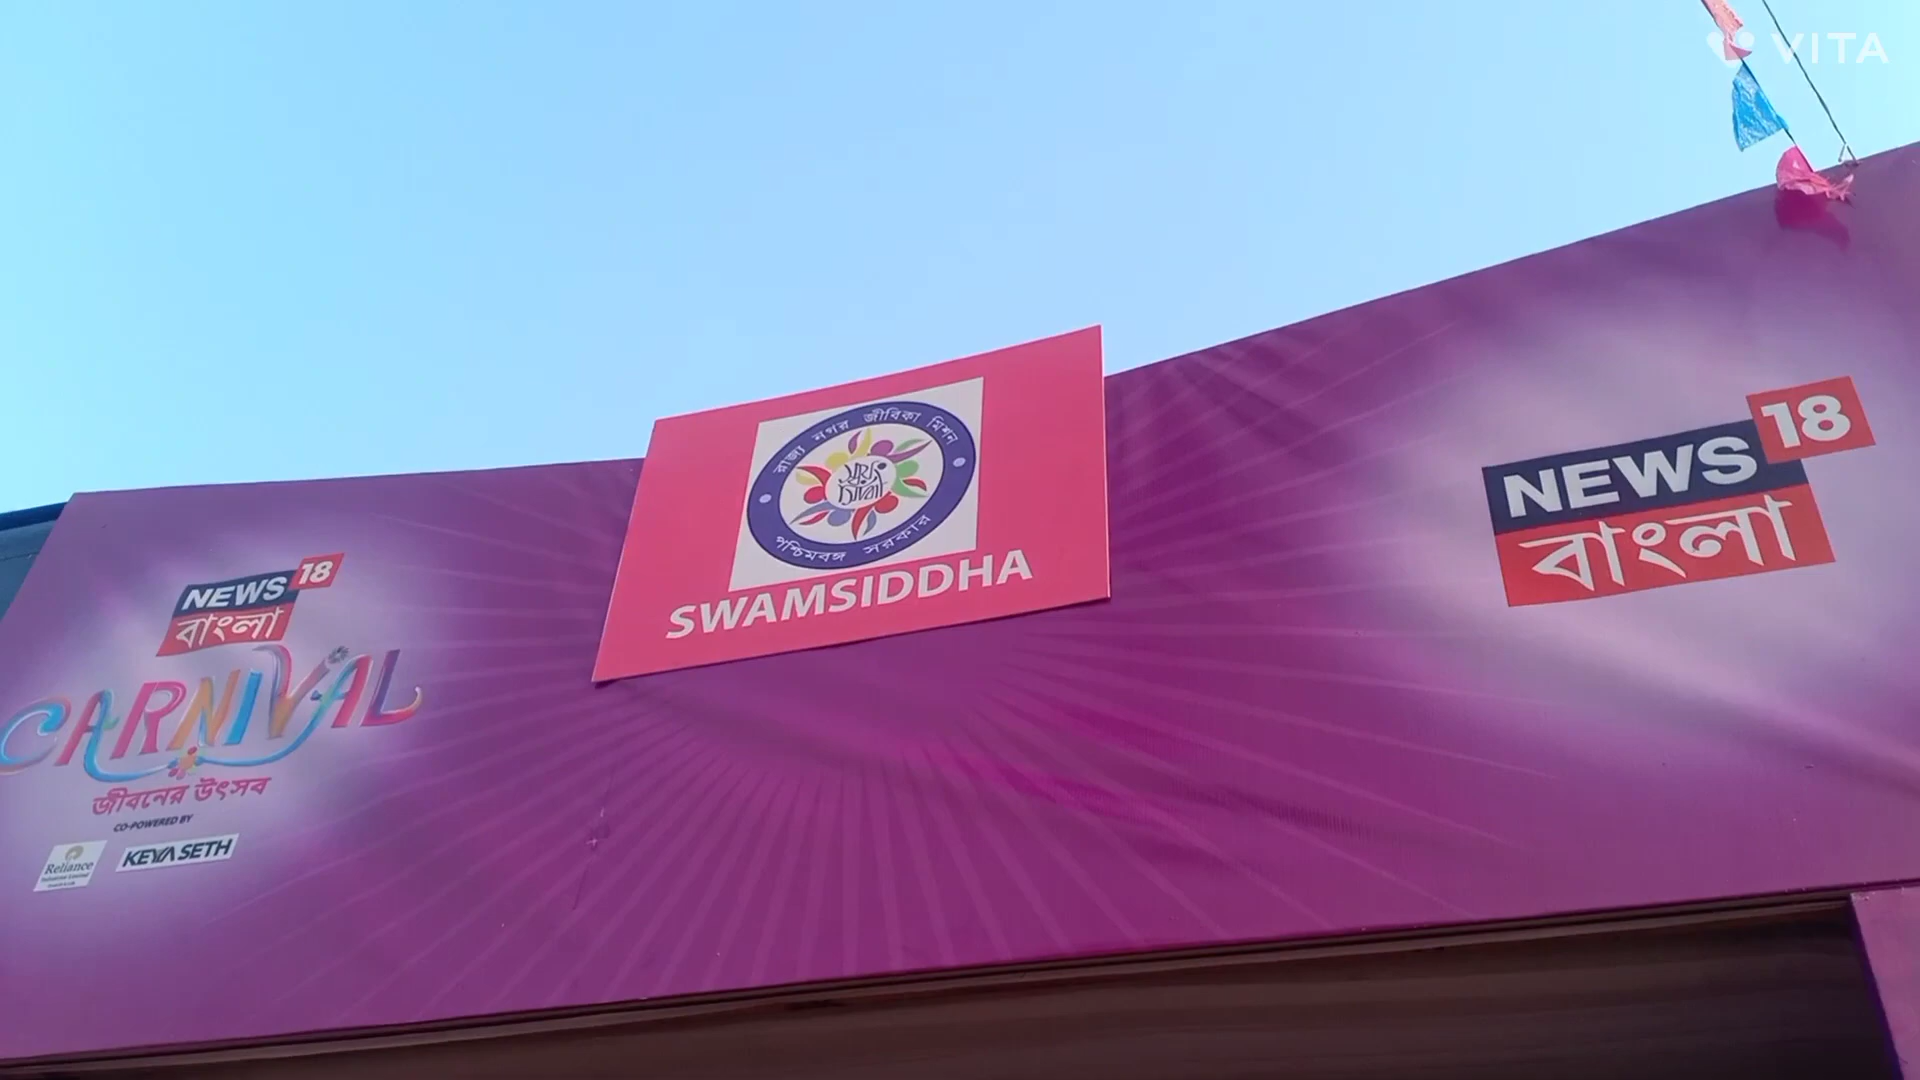 VITA
রাজ্য নগর জীবিকা মিশন
পশ্চিমবঙ্গ সরকার
SWAMSIDDHA
NEWS 18
বাংলা
NEWS 18
বাংলা
CARNIVAL
জীবনের উৎসব
CO-POWERED BY
Reliance
KEYA SETH